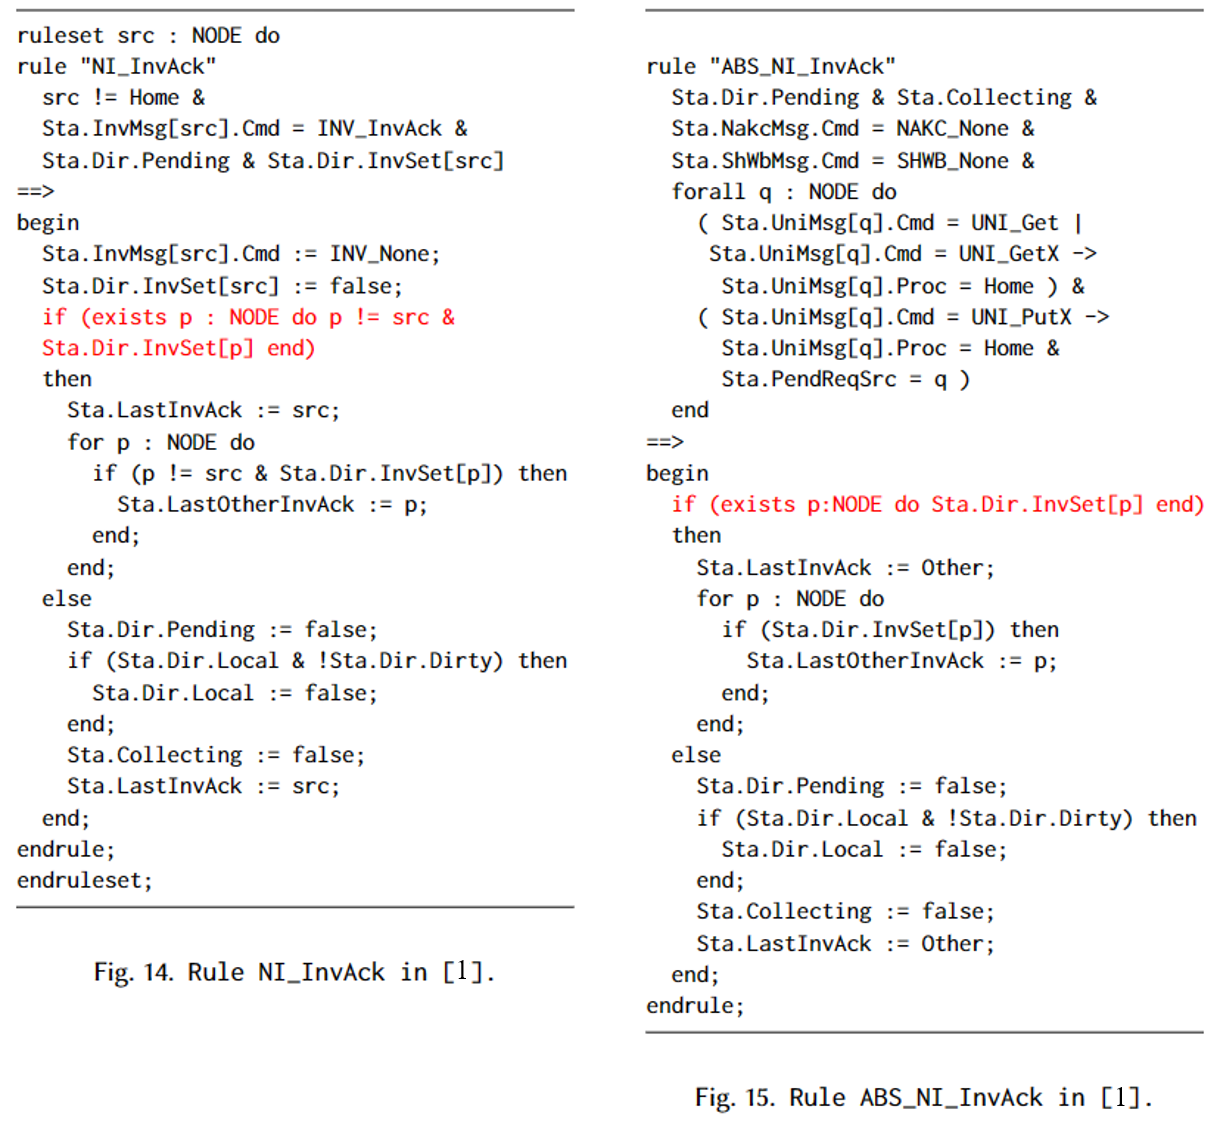 ruleset src : NODE do
rule "NI_InvAck"
  src != Home &
  Sta.InvMsg[src].Cmd = INV_InvAck &
  Sta.Dir.Pending & Sta.Dir.InvSet[src]
==>
begin
  Sta.InvMsg[src].Cmd := INV_None;
  Sta.Dir.InvSet[src] := false;
  if (exists p : NODE do p != src &
  Sta.Dir.InvSet[p] end)
  then
    Sta.LastInvAck := src;
    for p : NODE do
      if (p != src & Sta.Dir.InvSet[p]) then
        Sta.LastOtherInvAck := p;
      end;
    end;
  else
    Sta.Dir.Pending := false;
    if (Sta.Dir.Local & !Sta.Dir.Dirty) then
      Sta.Dir.Local := false;
    end;
    Sta.Collecting := false;
    Sta.LastInvAck := src;
  end;
endrule;
endruleset;
Fig. 14. Rule NI_InvAck in [1].
rule "ABS_NI_InvAck"
  Sta.Dir.Pending & Sta.Collecting &
  Sta.NakcMsg.Cmd = NAKC_None &
  Sta.ShWbMsg.Cmd = SHWB_None &
  forall q : NODE do
    ( Sta.UniMsg[q].Cmd = UNI_Get |
     Sta.UniMsg[q].Cmd = UNI_GetX ->
      Sta.UniMsg[q].Proc = Home ) &
    ( Sta.UniMsg[q].Cmd = UNI_PutX ->
      Sta.UniMsg[q].Proc = Home &
      Sta.PendReqSrc = q )
  end
==>
begin
  if (exists p:NODE do Sta.Dir.InvSet[p] end)
  then
    Sta.LastInvAck := Other;
    for p : NODE do
      if (Sta.Dir.InvSet[p]) then
        Sta.LastOtherInvAck := p;
      end;
    end;
  else
    Sta.Dir.Pending := false;
    if (Sta.Dir.Local & !Sta.Dir.Dirty) then
      Sta.Dir.Local := false;
    end;
    Sta.Collecting := false;
    Sta.LastInvAck := Other;
  end;
endrule;
Fig. 15. Rule ABS_NI_InvAck in [1].